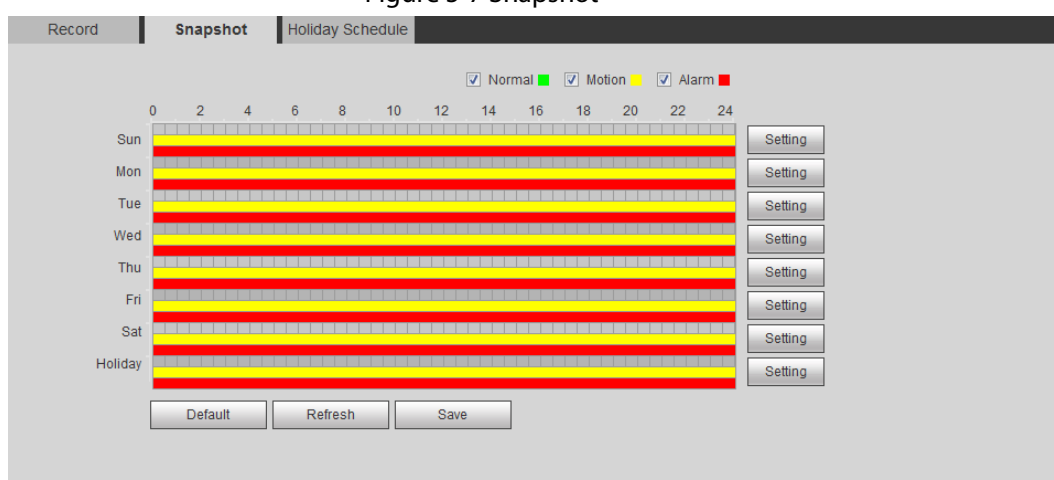 Figure 5-7 Snapshot
Record Snapshot Holiday Schedule
Normal Motion Alarm
0 2 4 6 8 10 12 14 16 18 20 22 24
Sun Setting
Mon Setting
Tue Setting
Wed Setting
Thu Setting
Fri Setting
Sat Setting
Holiday Setting
Default Refresh Save